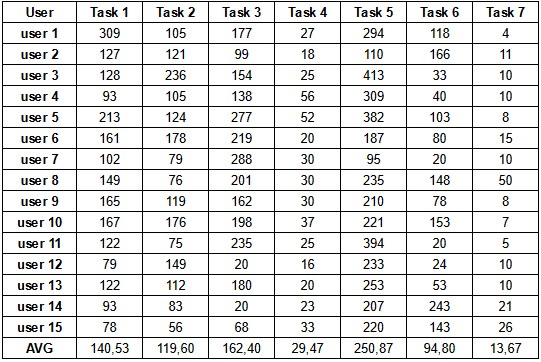 User Task 1 Task 2 Task 3 Task 4 Task 5 Task 6 Task 7
user 1 309 105 177 27 294 118 4
user 2 127 121 99 18 110 166 11
user 3 128 236 154 25 413 33 10
user 4 93 105 138 56 309 40 10
user 5 213 124 277 52 382 103 8
user 6 161 178 219 20 187 80 15
user 7 102 79 288 30 95 20 10
user 8 149 76 201 30 235 148 50
user 9 165 119 162 30 210 78 8
user 10 167 176 198 37 221 153 7
user 11 122 75 235 25 394 20 5
user 12 79 149 20 16 233 24 10
user 13 122 112 180 20 253 53 10
user 14 93 83 20 23 207 243 21
user 15 78 56 68 33 220 143 26
AVG 140,53 119,60 162,40 29,47 250,87 94,80 13,67